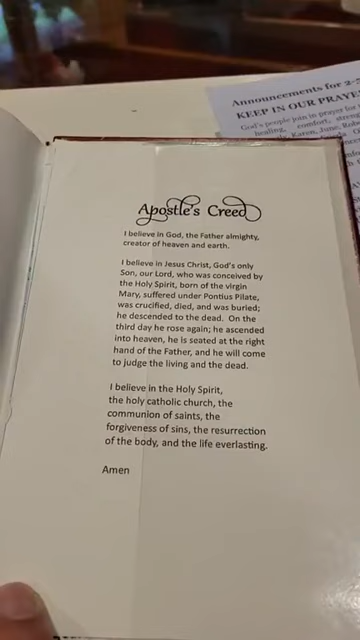 Announcements for 2-
KEEP IN OUR PRAYE
God's people join in prayer for
healing, comfort, stren
Karen, June, Rob
Apostle's Creed
I believe in God, the Father almighty,
creator of heaven and earth.
I believe in Jesus Christ, God's only
Son, our Lord, who was conceived by
the Holy Spirit, born of the virgin
Mary, suffered under Pontius Pilate,
was crucified, died, and was buried;
he descended to the dead. On the
third day he rose again; he ascended
into heaven, he is seated at the right
hand of the Father, and he will come
to judge the living and the dead.
I believe in the Holy Spirit,
the holy catholic church, the
communion of saints, the
forgiveness of sins, the resurrection
of the body, and the life everlasting.
Amen